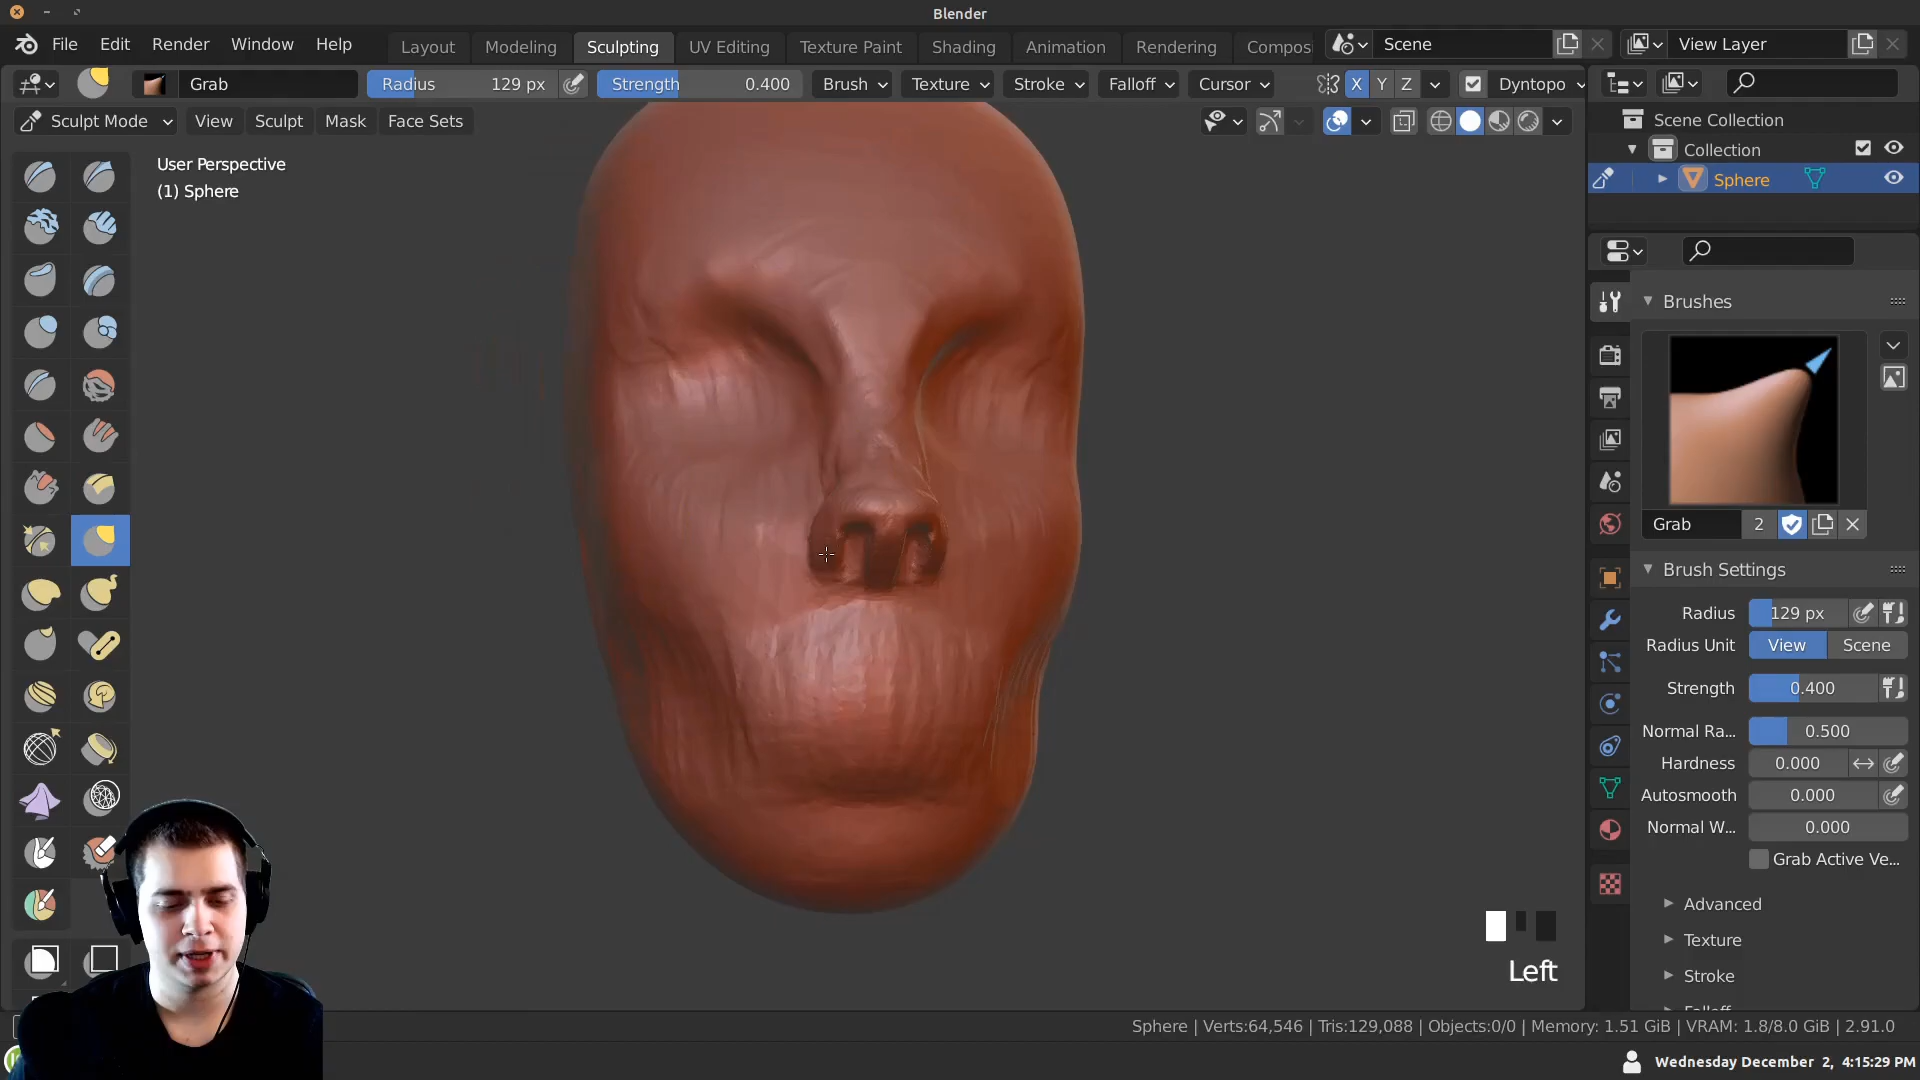 Blender
File Edit Render Window Help Layout Modeling Sculpting UV Editing Texture Paint Shading Animation Rendering Compos Scene View Layer
Grab Radius 129 px Strength 0.400 Brush Texture Stroke Falloff Cursor X Y Z Dyntopo
Sculpt Mode View Sculpt Mask Face Sets
Scene Collection
Collection
Sphere
User Perspective
(1) Sphere
Brushes
Grab 2
Brush Settings
Radius 129 px
Radius Unit View Scene
Strength 0.400
Normal Ra... 0.500
Hardness 0.000
Autosmooth 0.000
Normal W... 0.000
Grab Active Ve...
Advanced
Texture
Stroke
Left
Sphere | Verts:64,546 | Tris:129,088 | Objects:0/0 | Memory: 1.51 GiB | VRAM: 1.8/8.0 GiB | 2.91.0
Wednesday December 2, 4:15:29 PM